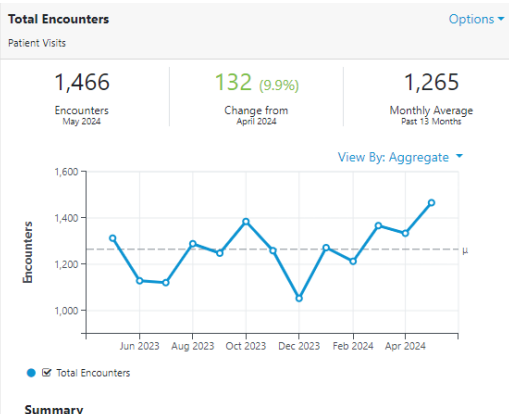 Total Encounters
Options
Patient Visits
1,466
Encounters
May 2024
132 (9.9%)
Change from
April 2024
1,265
Monthly Average
Past 13 Months
View By: Aggregate
1,600
1,400
1,200
1,000
Encounters
μ
Jun 2023 Aug 2023 Oct 2023 Dec 2023 Feb 2024 Apr 2024
Total Encounters
Summary